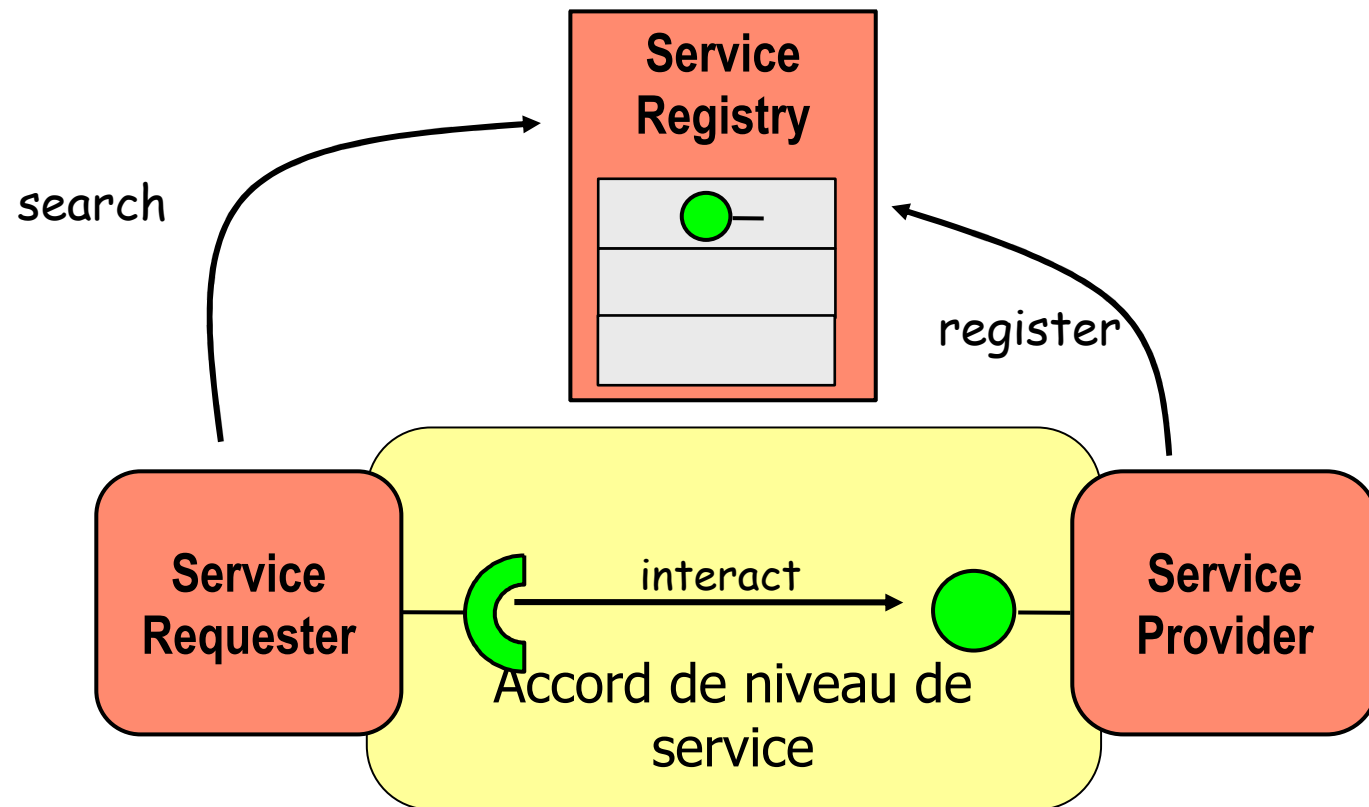 Service
Registry
search
register
Service
Requester
interact
Service
Provider
Accord de niveau de
service